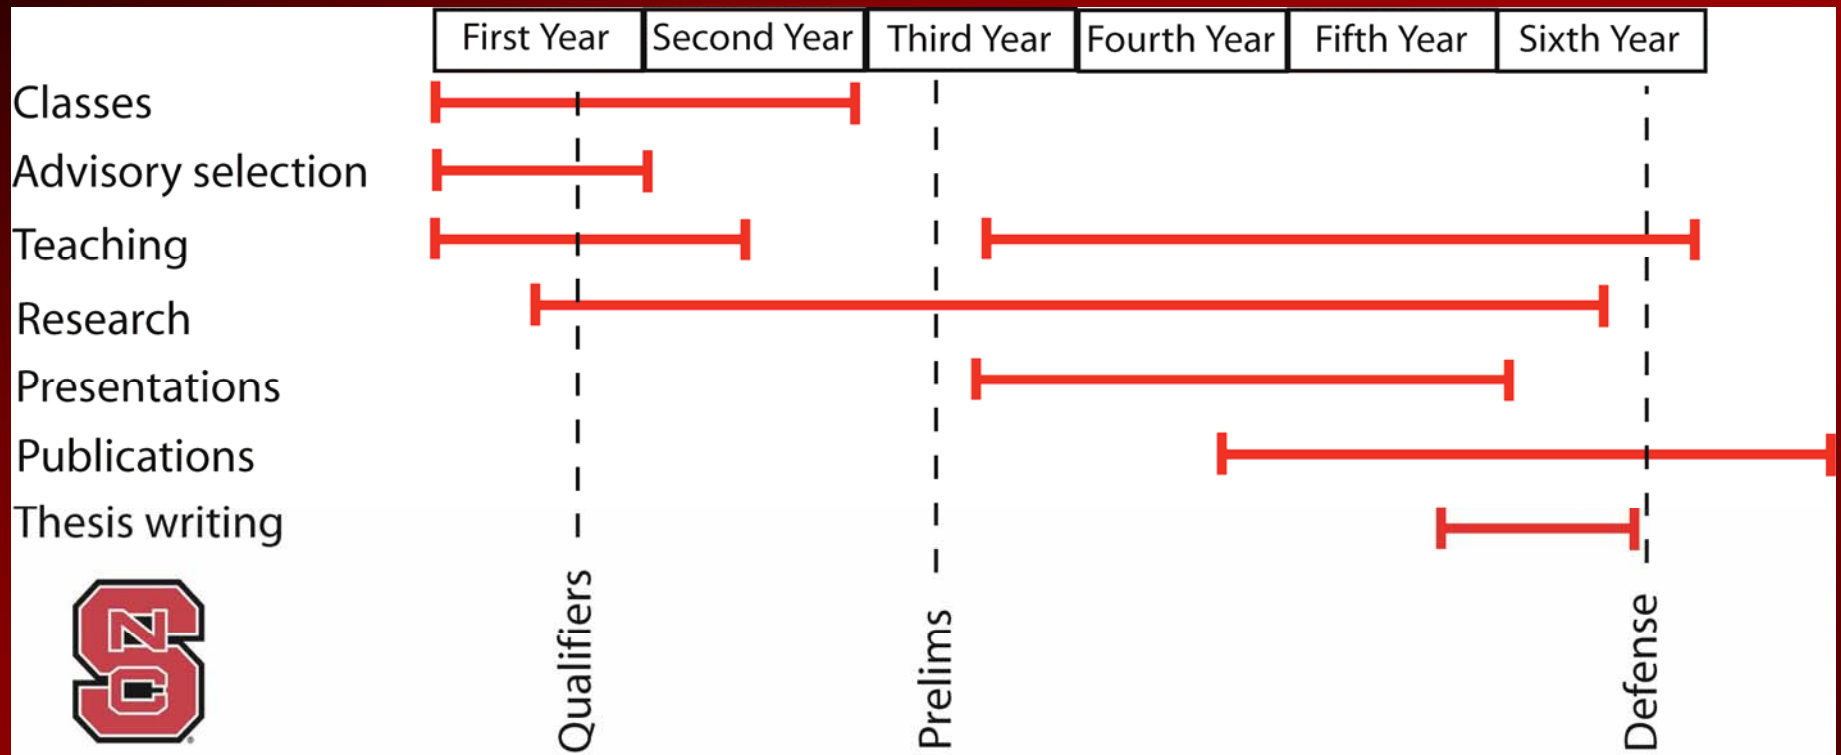 First Year Second Year Third Year Fourth Year Fifth Year Sixth Year
Classes
Advisory selection
Teaching
Research
Presentations
Publications
Thesis writing
Qualifiers
Prelims
Defense
N
S
C